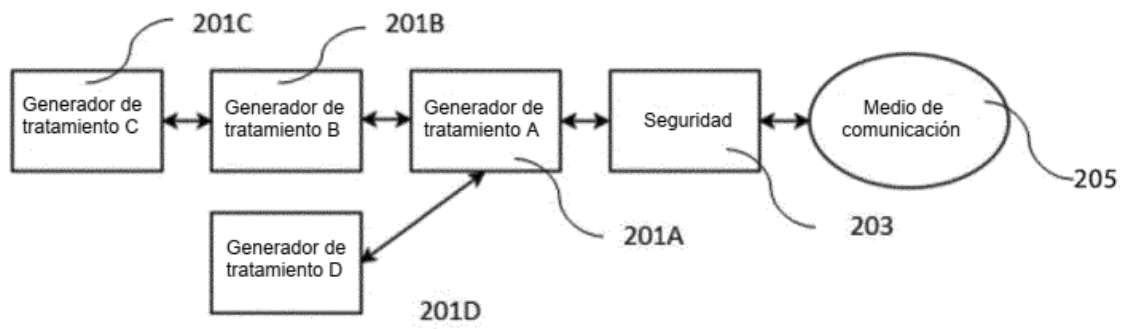 201C
201B
Generador de
tratamiento C
Generador de
tratamiento B
Generador de
tratamiento A
Seguridad
Medio de
comunicación
205
203
201A
Generador de
tratamiento D
201D